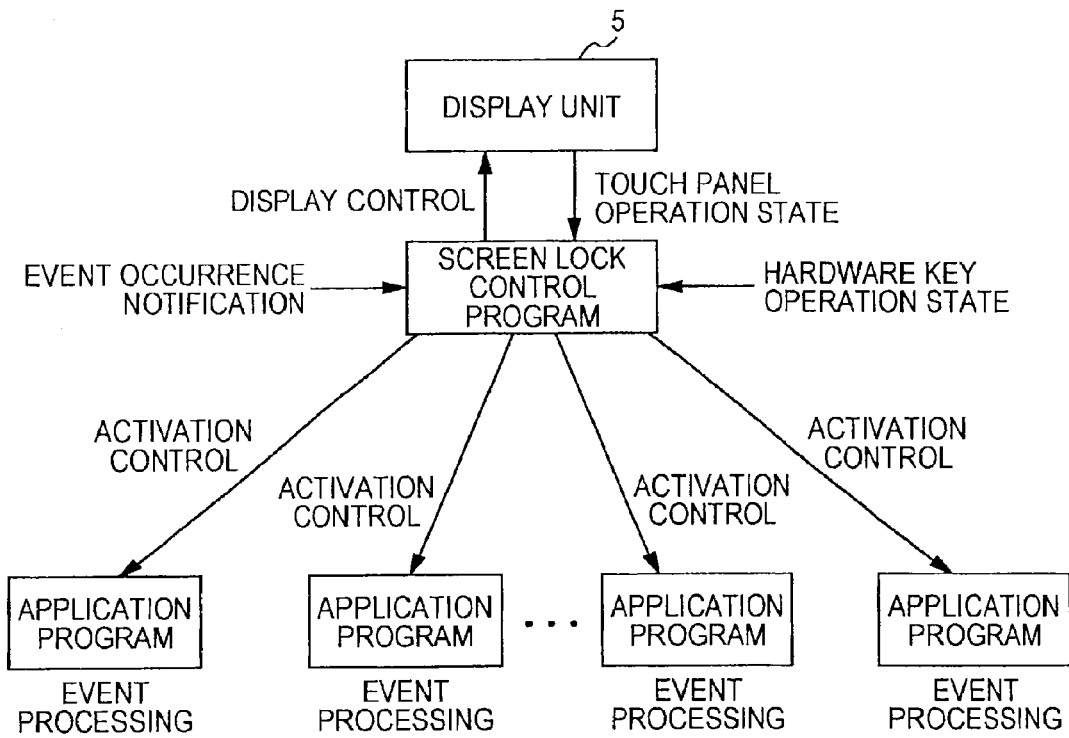 5
DISPLAY UNIT
DISPLAY CONTROL
TOUCH PANEL
OPERATION STATE
EVENT OCCURRENCE
NOTIFICATION
SCREEN LOCK
CONTROL
PROGRAM
HARDWARE KEY
OPERATION STATE
ACTIVATION
CONTROL
ACTIVATION
CONTROL
ACTIVATION
CONTROL
ACTIVATION
CONTROL
APPLICATION
PROGRAM
APPLICATION
PROGRAM
• • •
APPLICATION
PROGRAM
APPLICATION
PROGRAM
EVENT
PROCESSING
EVENT
PROCESSING
EVENT
PROCESSING
EVENT
PROCESSING